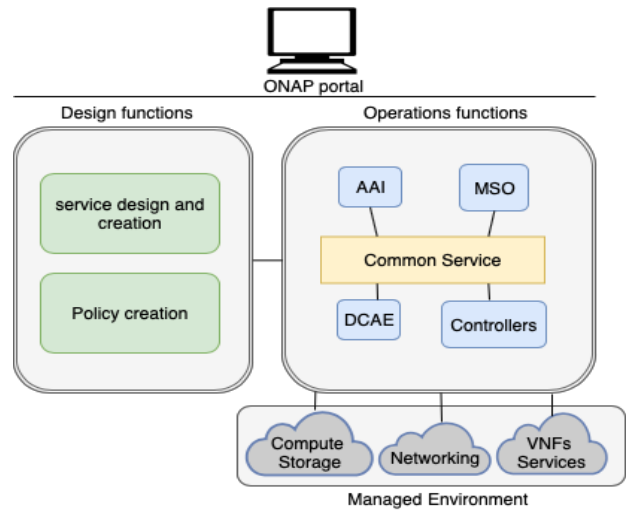 ONAP portal
Design functions
Operations functions
service design and
creation
Policy creation
AAI
MSO
Common Service
DCAE
Controllers
Compute
Storage
Networking
VNFs
Services
Managed Environment